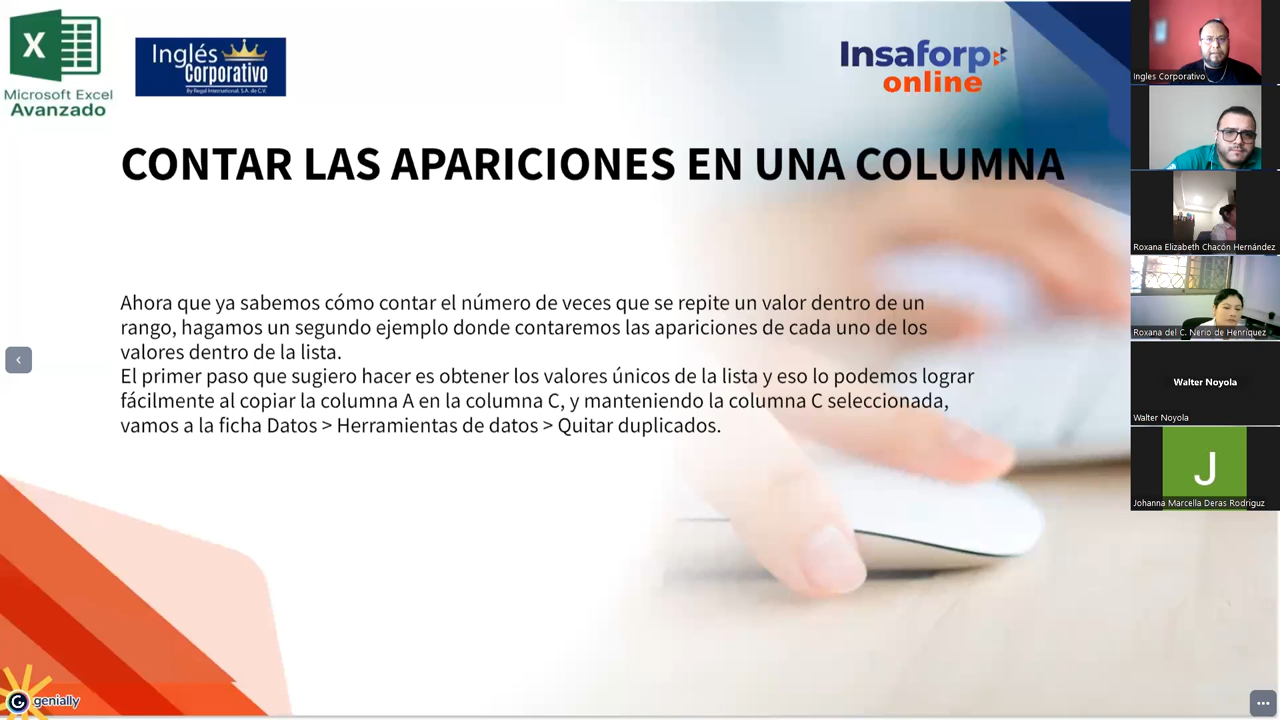 Microsoft Excel
Avanzado
Inglés
Corporativo
By Regal International, S.A. de C.V.
Insaforp
online
CONTAR LAS APARICIONES EN UNA COLUMNA
Ahora que ya sabemos cómo contar el número de veces que se repite un valor dentro de un
rango, hagamos un segundo ejemplo donde contaremos las apariciones de cada uno de los
valores dentro de la lista.
El primer paso que sugiero hacer es obtener los valores únicos de la lista y eso lo podemos lograr
fácilmente al copiar la columna A en la columna C, y manteniendo la columna C seleccionada,
vamos a la ficha Datos > Herramientas de datos > Quitar duplicados.
genially
Ingles Corporativo
Roxana Elizabeth Chacón Hernández
Roxana del C. Nerio de Henríquez
Walter Noyola
Walter Noyola
J
Johanna Marcella Deras Rodríguz